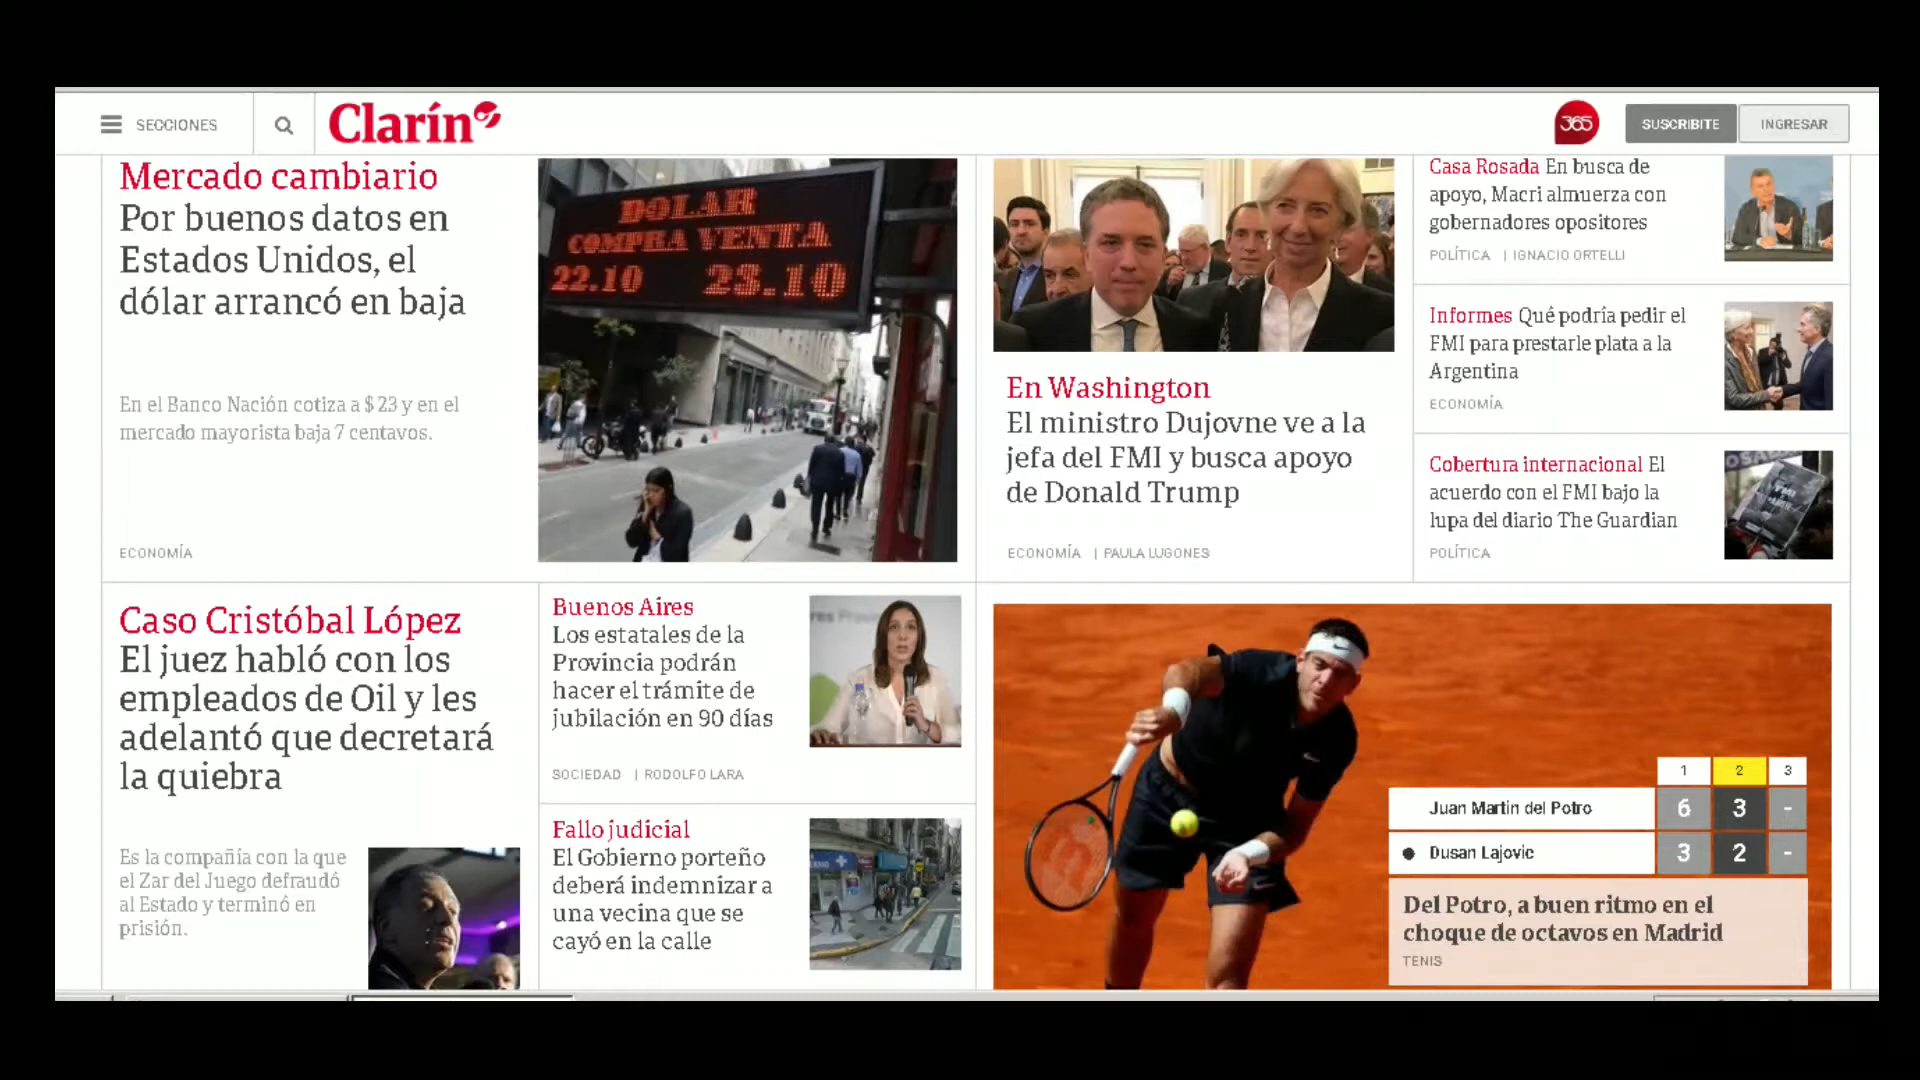 SECCIONES
Clarín
365
SUSCRIBITE
INGRESAR
Mercado cambiario
Por buenos datos en
Estados Unidos, el
dólar arrancó en baja
En el Banco Nación cotiza a $ 23 y en el
mercado mayorista baja 7 centavos.
ECONOMÍA
DOLAR
COMPRA VENTA
22.10 23.10
En Washington
El ministro Dujovne ve a la
jefa del FMI y busca apoyo
de Donald Trump
ECONOMÍA | PAULA LUGONES
Casa Rosada En busca de
apoyo, Macri almuerza con
gobernadores opositores
POLÍTICA | IGNACIO ORTELLI
Informes Qué podría pedir el
FMI para prestarle plata a la
Argentina
ECONOMÍA
Cobertura internacional El
acuerdo con el FMI bajo la
lupa del diario The Guardian
POLÍTICA
FMI
Caso Cristóbal López
El juez habló con los
empleados de Oil y les
adelantó que decretará
la quiebra
Es la compañía con la que
el Zar del Juego defraudó
al Estado y terminó en
prisión.
Buenos Aires
Los estatales de la
Provincia podrán
hacer el trámite de
jubilación en 90 días
SOCIEDAD | RODOLFO LARA
Fallo judicial
El Gobierno porteño
deberá indemnizar a
una vecina que se
cayó en la calle
1 2 3
Juan Martin del Potro 6 3 -
Dusan Lajovic 3 2 -
Del Potro, a buen ritmo en el
choque de octavos en Madrid
TENIS